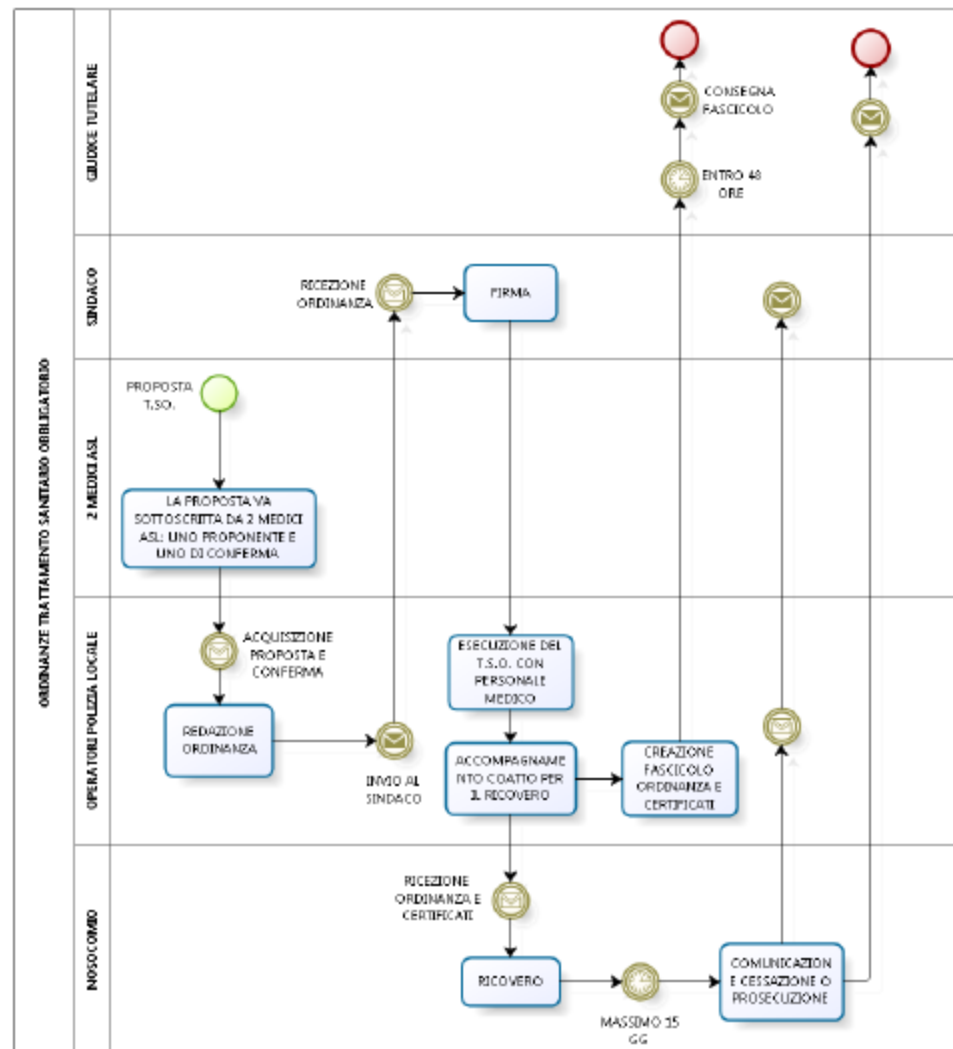 ORDINANZE TRATTAMENTO SANITARIO OBBLIGATORIO
GIUDICE TUTELARE
CONSEGNA
FASCICOLO
ENTRO 48
ORE
SINDACO
RICEZIONE
ORDINANZA
FIRMA
2 MEDICI ASL
PROPOSTA
T.SO.
LA PROPOSTA VA
SOTTOSCRITTA DA 2 MEDICI
ASL: UNO PROPONENTE E
UNO DI CONFERMA
OPERATORI POLIZIA LOCALE
ACQUISIZIONE
PROPOSTA E
CONFERMA
REDAZIONE
ORDINANZA
INVIO AL
SINDACO
ESECUZIONE DEL
T.S.O. CON
PERSONALE
MEDICO
ACCOMPAGNAME
NTO COATTO PER
IL RICOVERO
CREAZIONE
FASCICOLO
ORDINANZA E
CERTIFICATI
NOSOCOMIO
RICEZIONE
ORDINANZA E
CERTIFICATI
RICOVERO
MASSIMO 15
GG
COMUNICAZION
E CESSAZIONE O
PROSECUZIONE